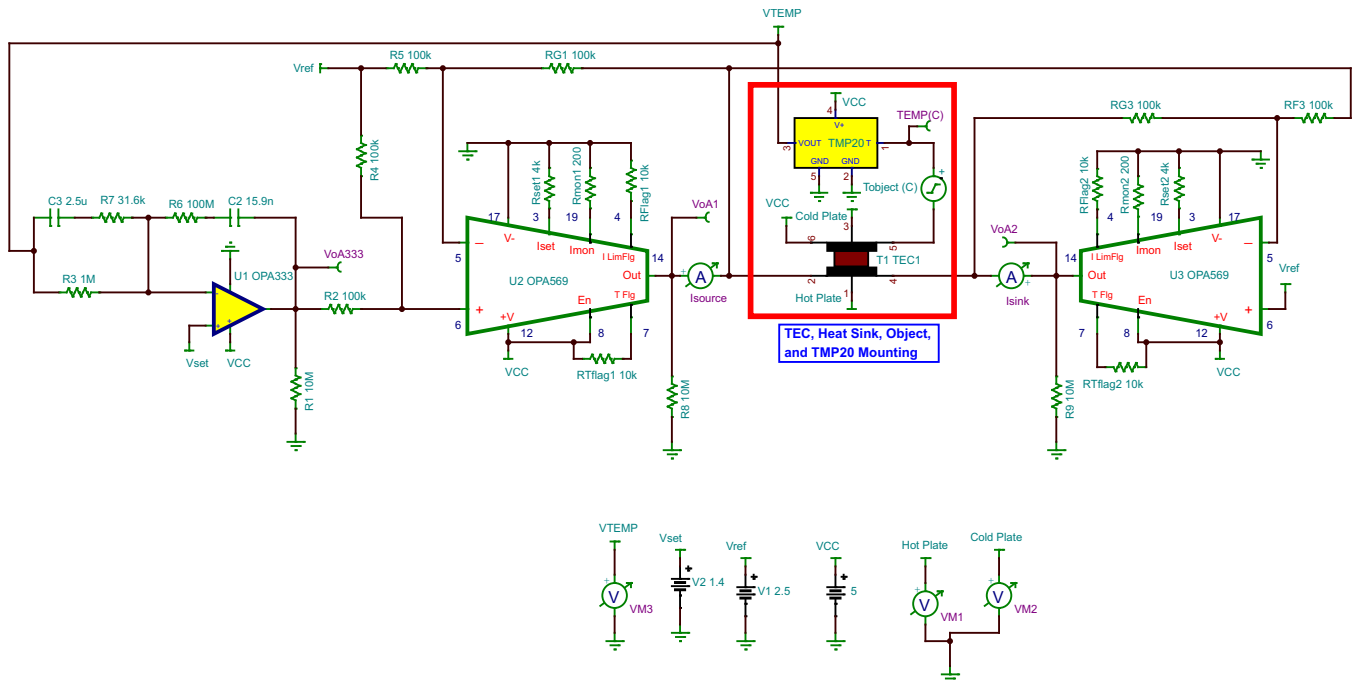 VTEMP
Vref
R5 100k
RG1 100k
R4 100k
VCC
4
V+
VOUT
TMP20
T
3
1
GND
GND
5
2
TEMP(C)
Tobject (C)
+
VCC
Cold Plate
6
3
5
T1 TEC1
2
Hot Plate
1
4
TEC, Heat Sink, Object,
and TMP20 Mounting
RG3 100k
RF3 100k
C3 2.5u
R7 31.6k
R6 100M
C2 15.9n
R3 1M
U1 OPA333
-
+
+
Vset
VCC
VoA333
R2 100k
R1 10M
Rset1 4k
Rmon1 200
RFlag1 10k
17
3
19
4
V-
Iset
Imon
I LimFlg
–
5
14
U2 OPA569
Out
En
T Flg
+
+V
6
12
8
7
VCC
RTflag1 10k
VoA1
+
A
Isource
R8 10M
VoA2
A
+
Isink
R9 10M
RFlag2 10k
Rmon2 200
Rset2 4k
4
19
3
17
I LimFlg
Imon
Iset
V-
–
14
5
Out
U3 OPA569
T Flg
En
+V
+
7
8
12
6
Vref
VCC
RTflag2 10k
VTEMP
+
V
VM3
Vset
+
V2 1.4
Vref
+
V1 2.5
VCC
+
5
Hot Plate
+
V
VM1
Cold Plate
+
V
VM2